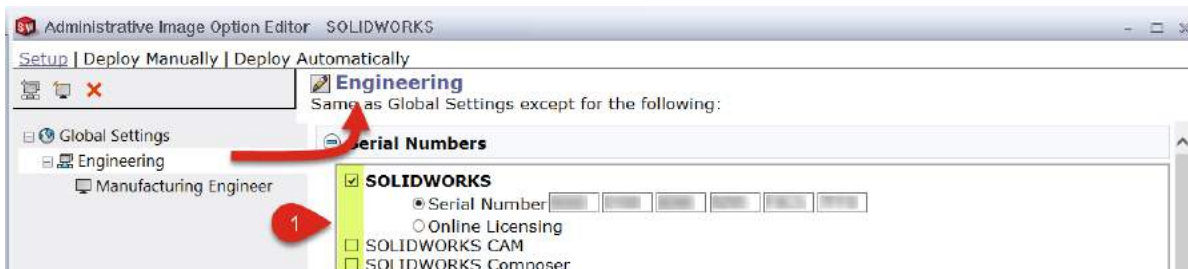 SW Administrative Image Option Editor SOLIDWORKS
Setup | Deploy Manually | Deploy Automatically
Engineering
Same as Global Settings except for the following:
Global Settings
Engineering
Manufacturing Engineer
Serial Numbers
SOLIDWORKS
Serial Number
Online Licensing
1
SOLIDWORKS CAM
SOLIDWORKS Composer